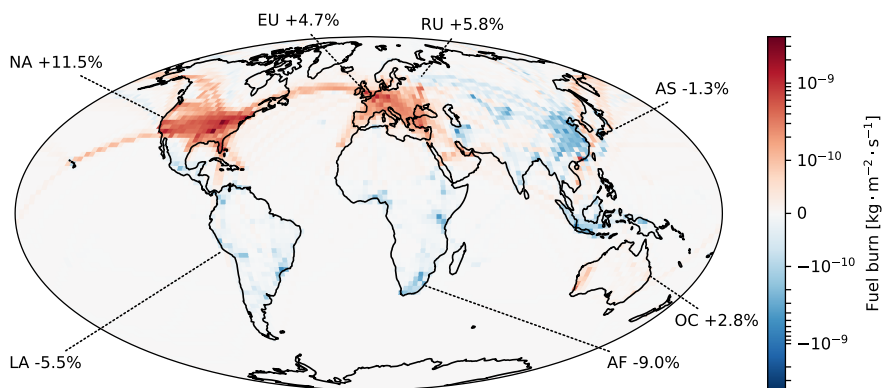 EU +4.7%
RU +5.8%
NA +11.5%
AS -1.3%
OC +2.8%
LA -5.5%
AF -9.0%
10⁻⁹
10⁻¹⁰
0
−10⁻¹⁰
−10⁻⁹
Fuel burn [kg · m⁻² · s⁻¹]